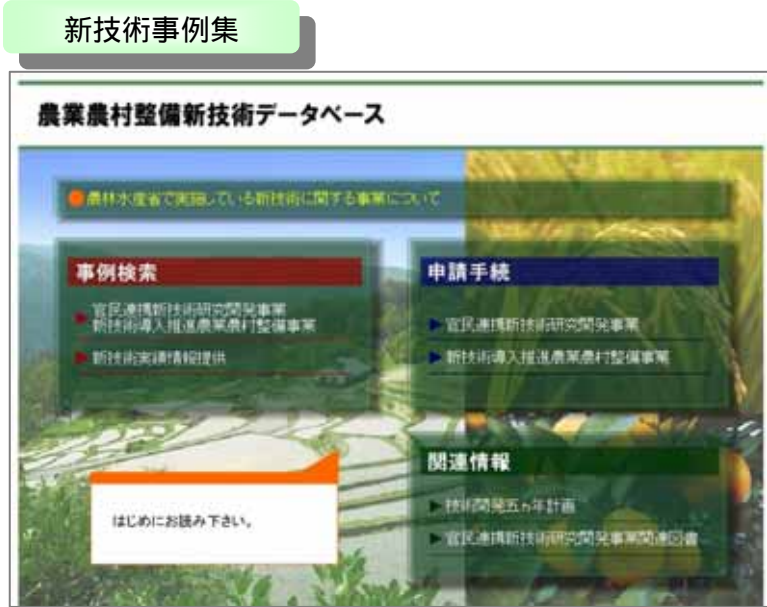 新技術事例集
農業農村整備新技術データベース
農林水産省で実施している新技術に関する事業について
事例検索
官民連携新技術研究開発事業
新技術導入推進農業農村整備事業
新技術実績情報提供
申請手続
官民連携新技術研究開発事業
新技術導入推進農業農村整備事業
はじめにお読み下さい。
関連情報
技術開発五ヵ年計画
官民連携新技術研究開発事業関連図書